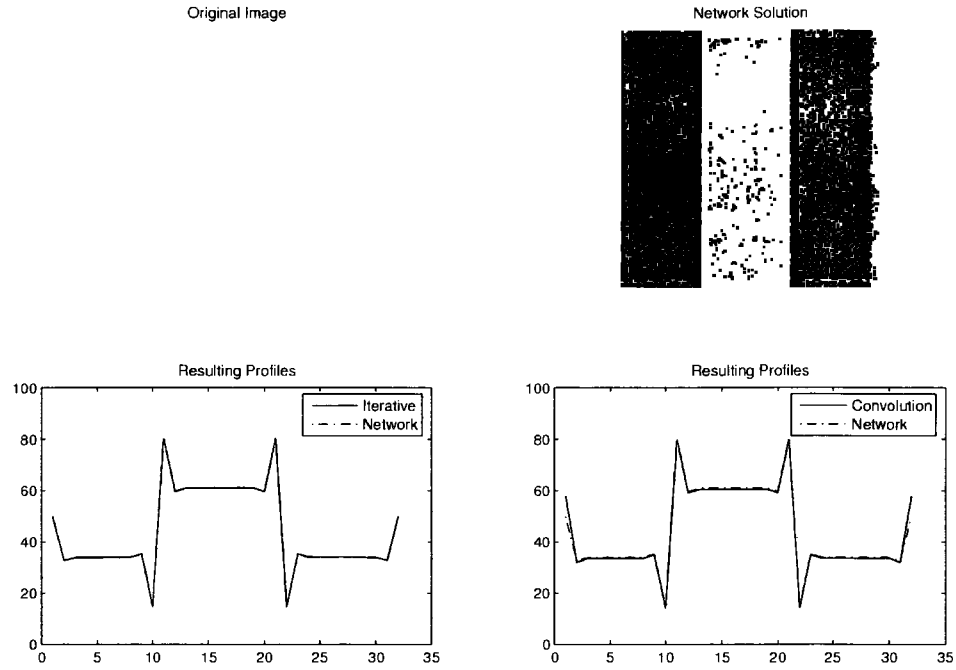 Original Image
Network Solution
Resulting Profiles
100
80
60
40
20
0
0 5 10 15 20 25 30 35
Iterative
Network
Resulting Profiles
100
80
60
40
20
0
0 5 10 15 20 25 30 35
Convolution
Network